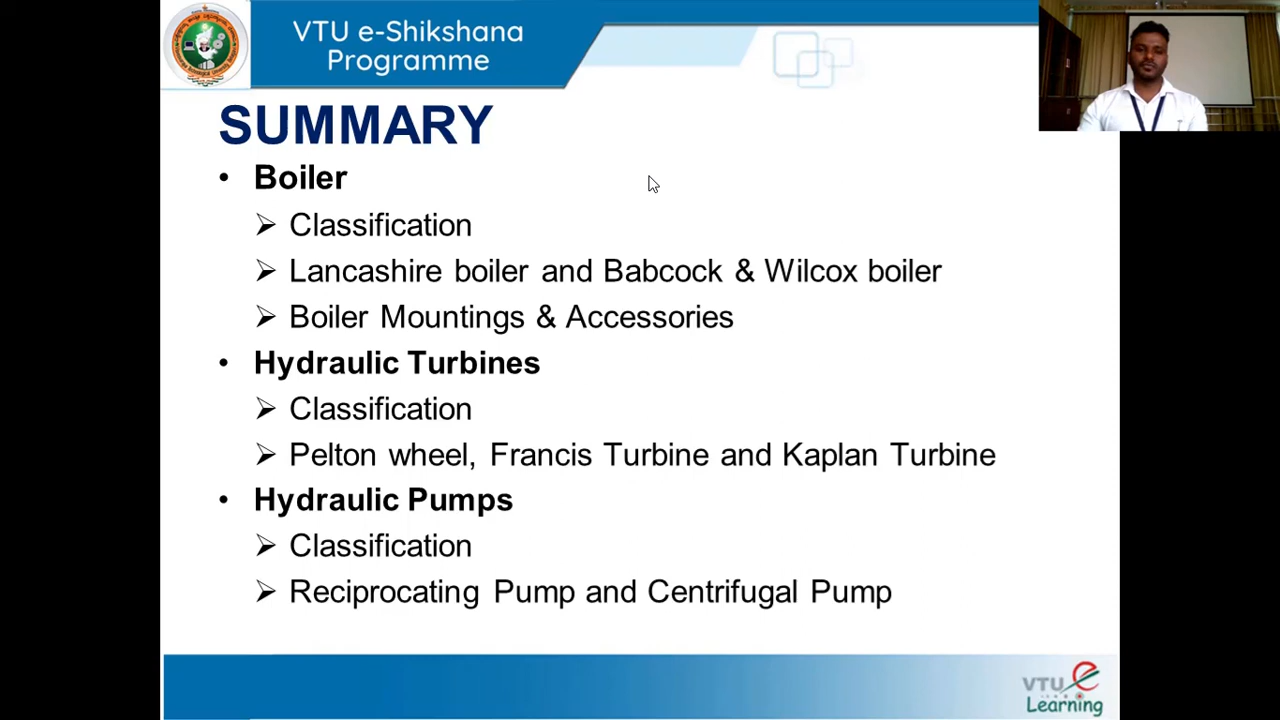 VTU e-Shikshana
Programme
SUMMARY
• Boiler
➢ Classification
➢ Lancashire boiler and Babcock & Wilcox boiler
➢ Boiler Mountings & Accessories
• Hydraulic Turbines
➢ Classification
➢ Pelton wheel, Francis Turbine and Kaplan Turbine
• Hydraulic Pumps
➢ Classification
➢ Reciprocating Pump and Centrifugal Pump
VTU e
Learning